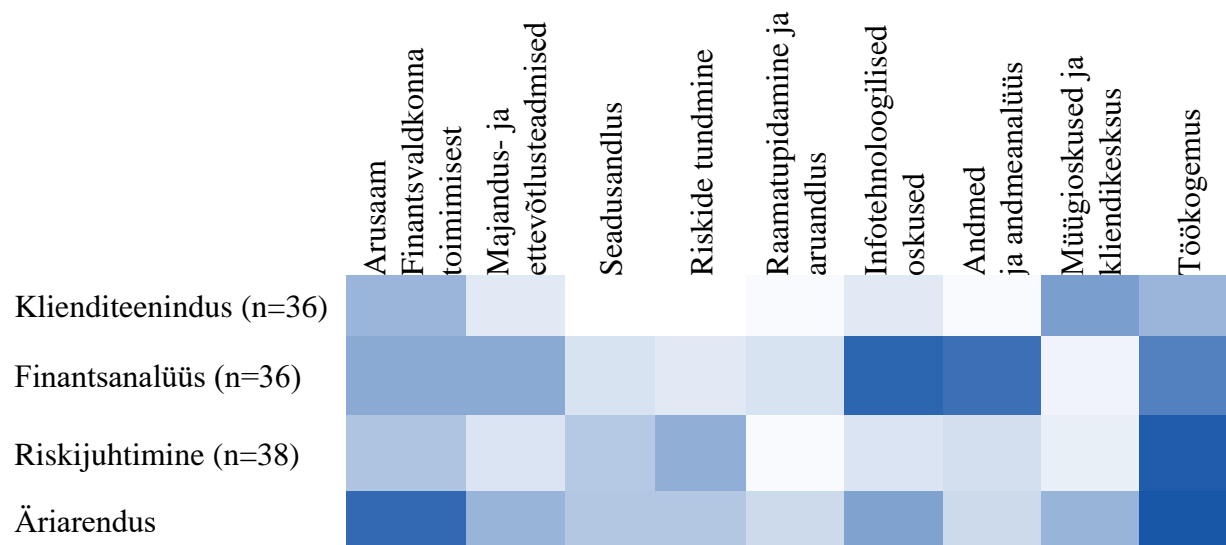 Arusaam
Finantsvaldkonna
toimimisest
Majandus- ja
ettevõtlusteadmised
Seadusandlus
Riskide tundmine
Raamatupidamine ja
aruandlus
Infotehnoloogilised
oskused
Andmed
ja andmeanalüüs
Müügioskused ja
kliendikesksus
Töökogemus
Klienditeenindus (n=36)
Finantsanalüüs (n=36)
Riskijuhtimine (n=38)
Äriarendus